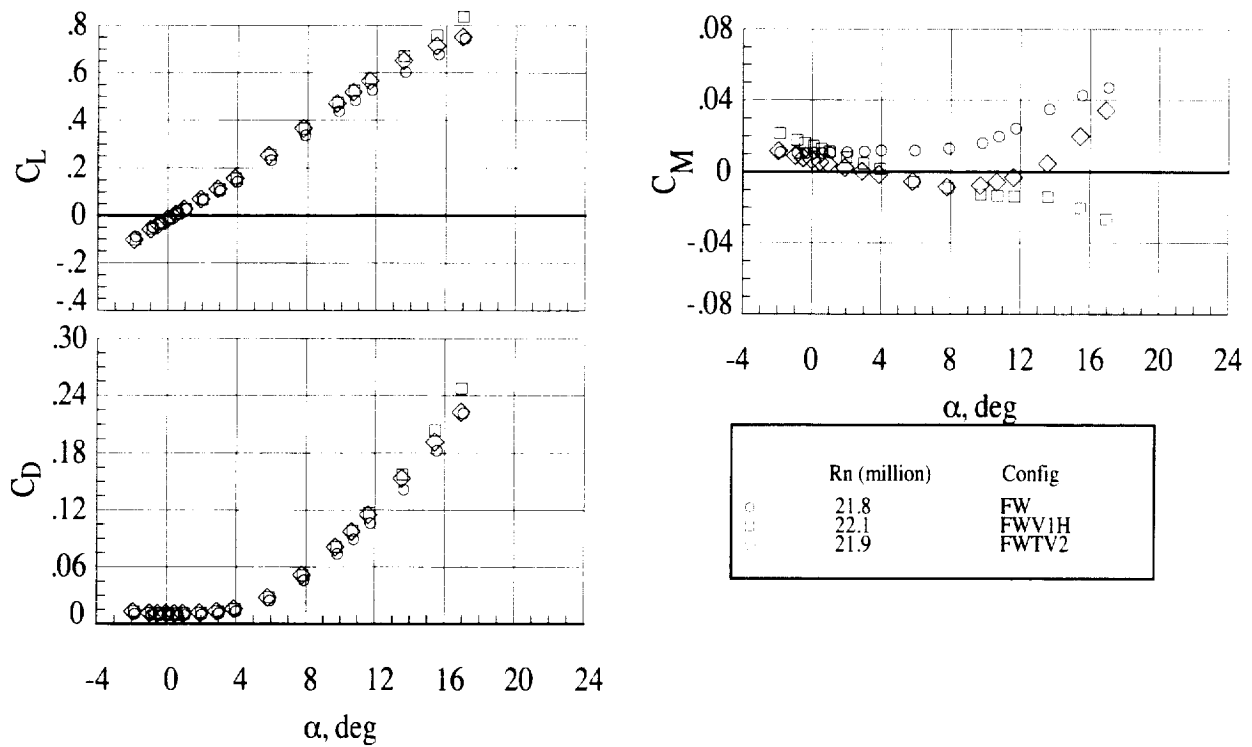 .8
.6
.4
.2
0
-.2
-.4
C_L
.30
.24
.18
.12
.06
0
C_D
-4 0 4 8 12 16 20 24
α, deg
.08
.04
0
-.04
-.08
C_M
-4 0 4 8 12 16 20 24
α, deg
Rn (million) Config
21.8 FW
22.1 FWV1H
21.9 FWTV2